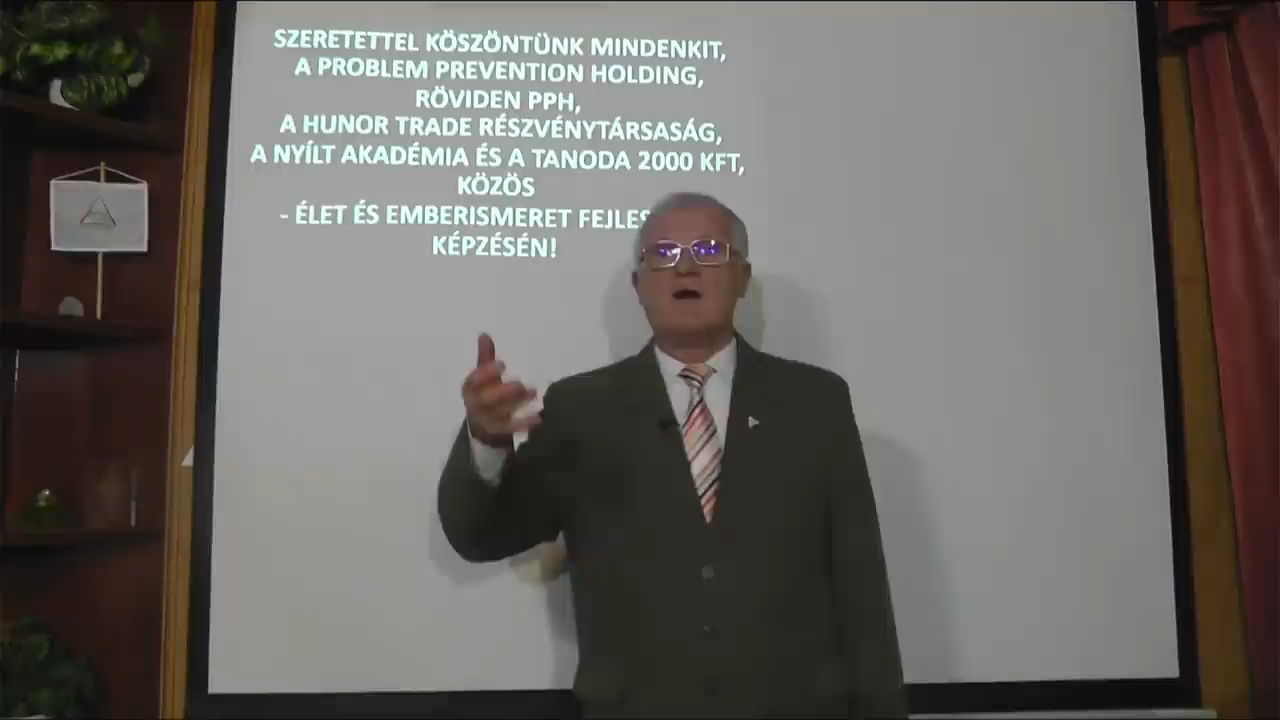 SZERETETTEL KÖSZÖNTÜNK MINDENKIT,
A PROBLEM PREVENTION HOLDING,
RÖVIDEN PPH,
A HUNOR TRADE RÉSZVÉNYTÁRSASÁG,
A NYÍLT AKADÉMIA ÉS A TANODA 2000 KFT,
KÖZÖS
- ÉLET ÉS EMBERISMERET
KÉPZÉSÉN!